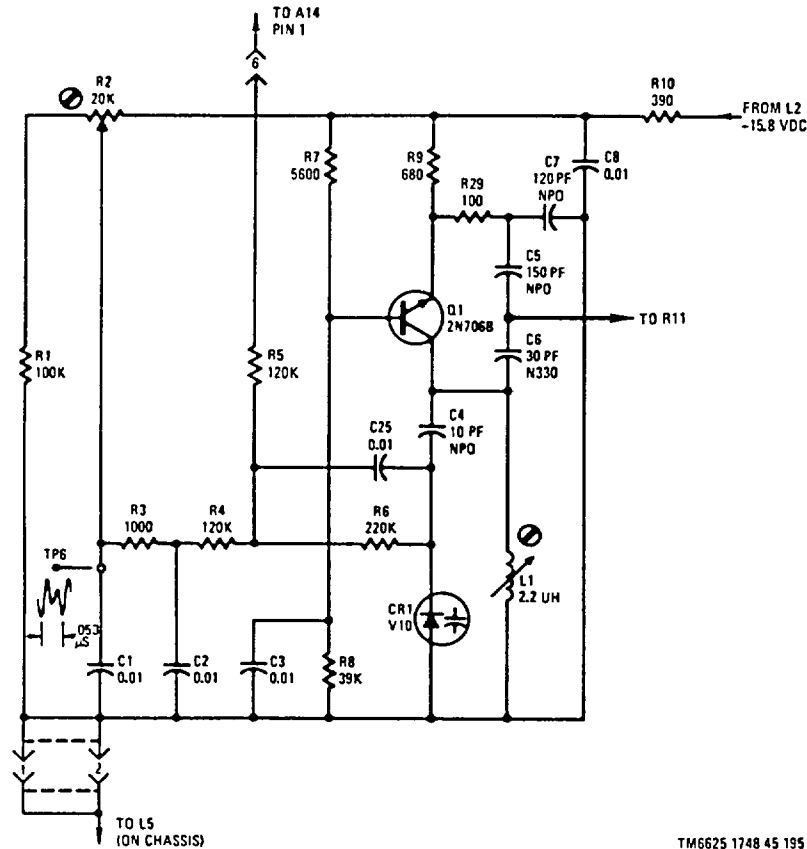 TO A14
PIN 1
6
R2
20K
R10
390
FROM L2
-15.8 VDC
R7
5600
R9
680
C7
120 PF
NPO
C8
0.01
R29
100
C5
150 PF
NPO
Q1
2N706B
TO R11
C6
30 PF
N330
R1
100K
R5
120K
C4
10 PF
NPO
C25
0.01
R3
1000
R4
120K
R6
220K
TP6
.053
µS
L1
2.2 UH
CR1
V10
C1
0.01
C2
0.01
C3
0.01
R8
39K
1
2
TO L5
(ON CHASSIS)
TM6625 1748 45 195